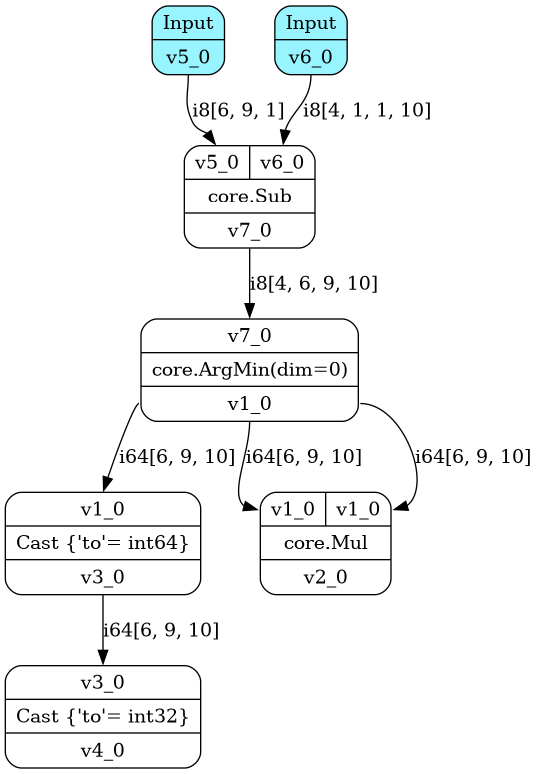 Input
v5_0
Input
v6_0
i8[6, 9, 1]
i8[4, 1, 1, 10]
v5_0 v6_0
core.Sub
v7_0
i8[4, 6, 9, 10]
v7_0
core.ArgMin(dim=0)
v1_0
i64[6, 9, 10]
i64[6, 9, 10]
i64[6, 9, 10]
v1_0
Cast {'to'= int64}
v3_0
v1_0 v1_0
core.Mul
v2_0
i64[6, 9, 10]
v3_0
Cast {'to'= int32}
v4_0